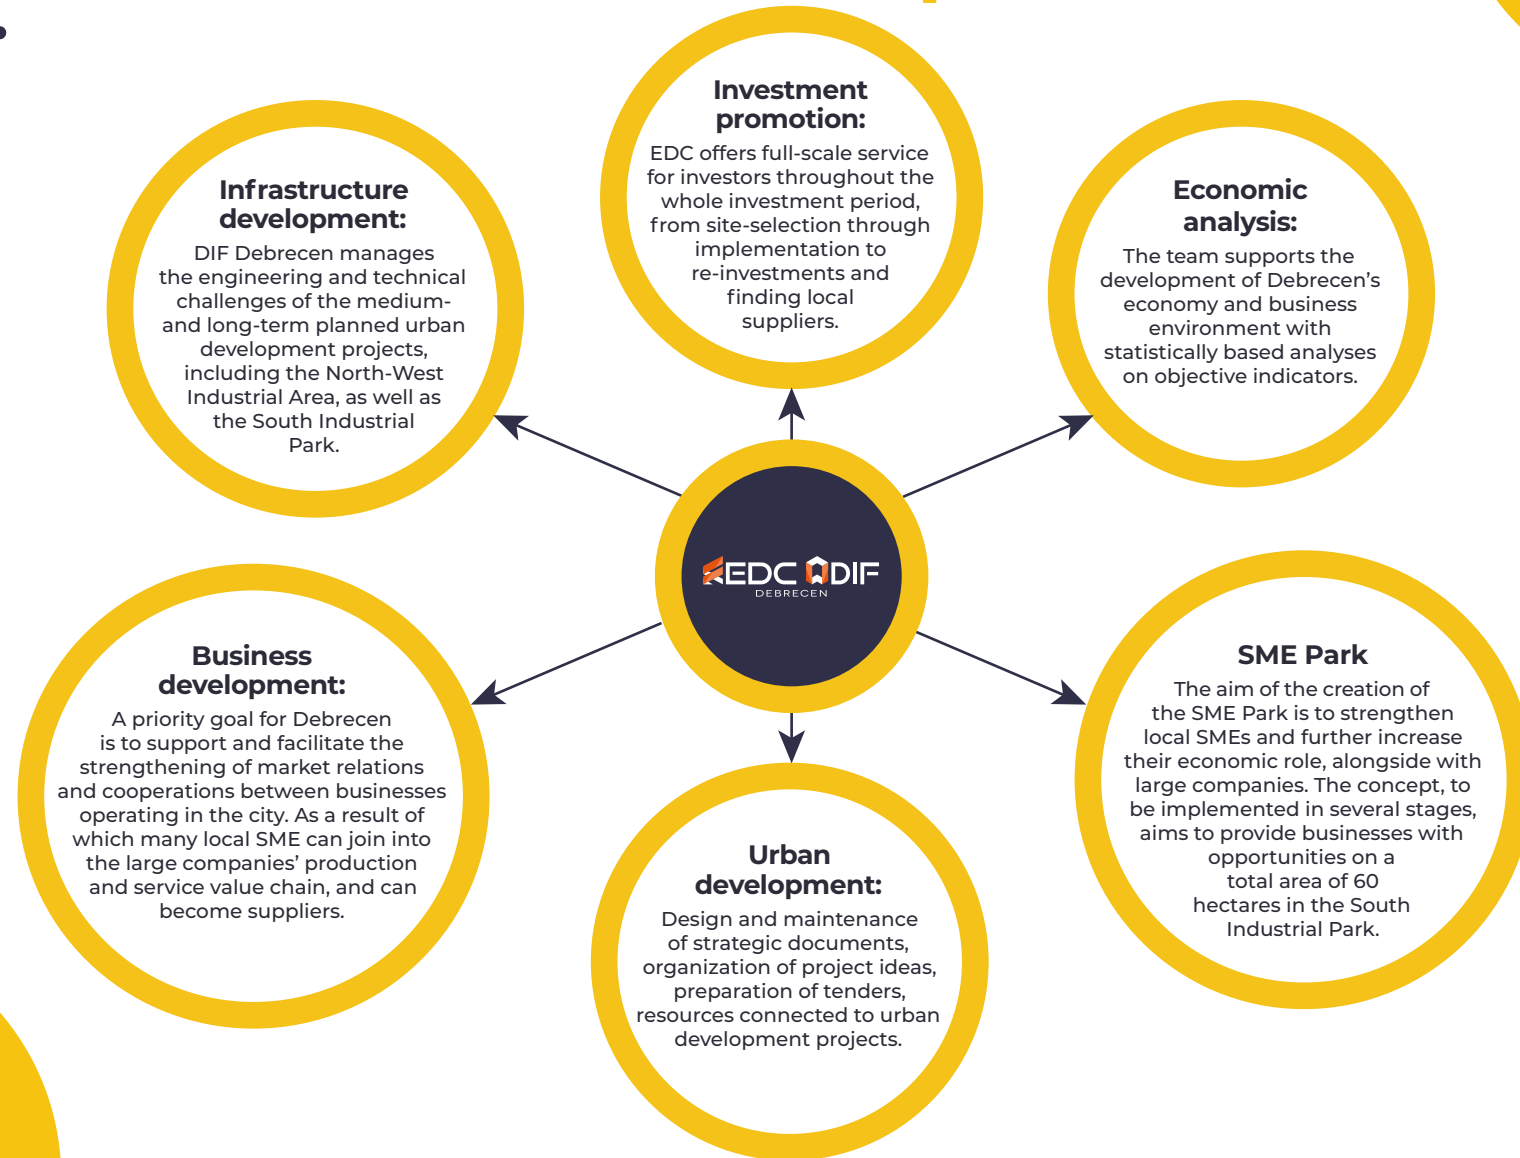 Investment
promotion:
EDC offers full-scale service
for investors throughout the
whole investment period,
from site-selection through
implementation to
re-investments and
finding local
suppliers.
Infrastructure
development:
DIF Debrecen manages
the engineering and technical
challenges of the medium-
and long-term planned urban
development projects,
including the North-West
Industrial Area, as well as
the South Industrial
Park.
Economic
analysis:
The team supports the
development of Debrecen’s
economy and business
environment with
statistically based analyses
on objective indicators.
EDC DIF
DEBRECEN
Business
development:
A priority goal for Debrecen
is to support and facilitate the
strengthening of market relations
and cooperations between businesses
operating in the city. As a result of
which many local SME can join into
the large companies’ production
and service value chain, and can
become suppliers.
SME Park
The aim of the creation of
the SME Park is to strengthen
local SMEs and further increase
their economic role, alongside with
large companies. The concept, to
be implemented in several stages,
aims to provide businesses with
opportunities on a
total area of 60
hectares in the South
Industrial Park.
Urban
development:
Design and maintenance
of strategic documents,
organization of project ideas,
preparation of tenders,
resources connected to urban
development projects.